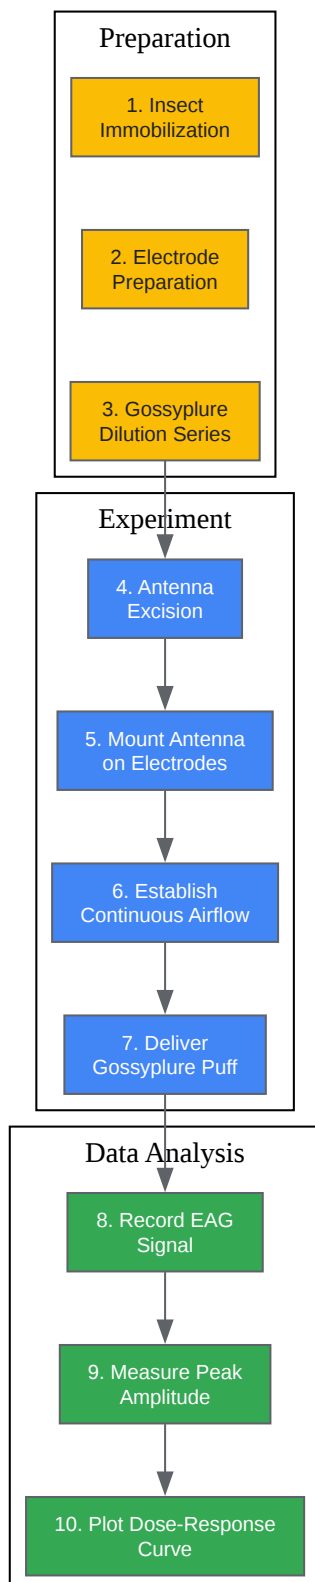 Preparation
1. Insect
Immobilization
2. Electrode
Preparation
3. Gossyplure
Dilution Series
Experiment
4. Antenna
Excision
5. Mount Antenna
on Electrodes
6. Establish
Continuous Airflow
7. Deliver
Gossyplure Puff
Data Analysis
8. Record EAG
Signal
9. Measure Peak
Amplitude
10. Plot Dose-Response
Curve